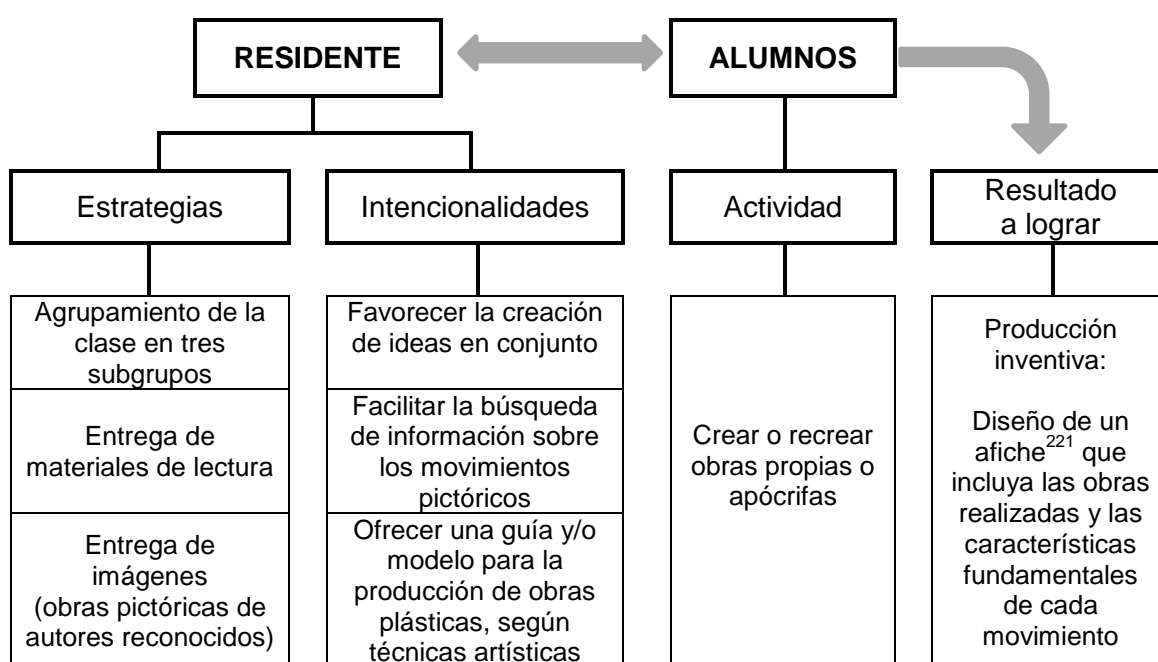 RESIDENTE
ALUMNOS
Estrategias
Intencionalidades
Actividad
Resultado
a lograr
Agrupamiento de la
clase en tres
subgrupos
Entrega de
materiales de lectura
Entrega de
imágenes
(obras pictóricas de
autores reconocidos)
Favorecer la creación
de ideas en conjunto
Facilitar la búsqueda
de información sobre
los movimientos
pictóricos
Ofrecer una guía y/o
modelo para la
producción de obras
plásticas, según
técnicas artísticas
Crear o recrear
obras propias o
apócrifas
Producción
inventiva:
Diseño de un
afiche221 que
incluya las obras
realizadas y las
características
fundamentales
de cada
movimiento